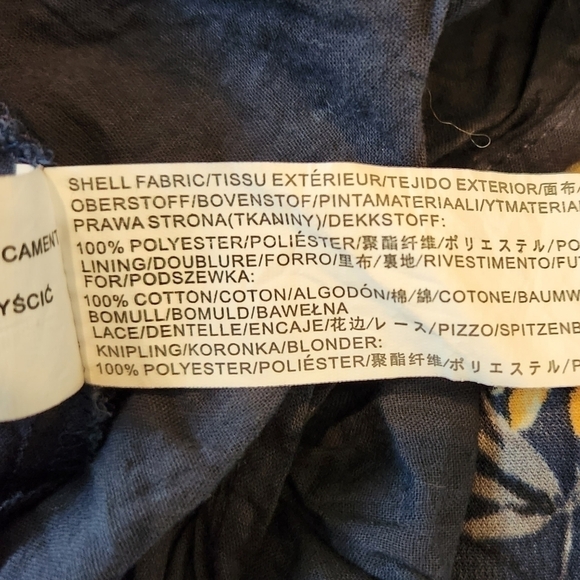 CAMENT
YŚCIĆ
SHELL FABRIC/TISSU EXTÉRIEUR/TEJIDO EXTERIOR/面布/
OBERSTOFF/BOVENSTOF/PINTAMATERIAALI/YTMATERIA
PRAWA STRONA(TKANINY)/DEKKSTOFF:
100% POLYESTER/POLIÉSTER/聚酯纤维/ポリエステル/PO
LINING/DOUBLURE/FORRO/里布/裏地/RIVESTIMENTO/FU
FOR/PODSZEWKA:
100% COTTON/COTON/ALGODÓN/棉/綿/COTONE/BAUMW
BOMULL/BOMULD/BAWEŁNA
LACE/DENTELLE/ENCAJE/花边/レース/PIZZO/SPITZENB
KNIPLING/KORONKA/BLONDER:
100% POLYESTER/POLIÉSTER/聚酯纤维/ポリエステル/P